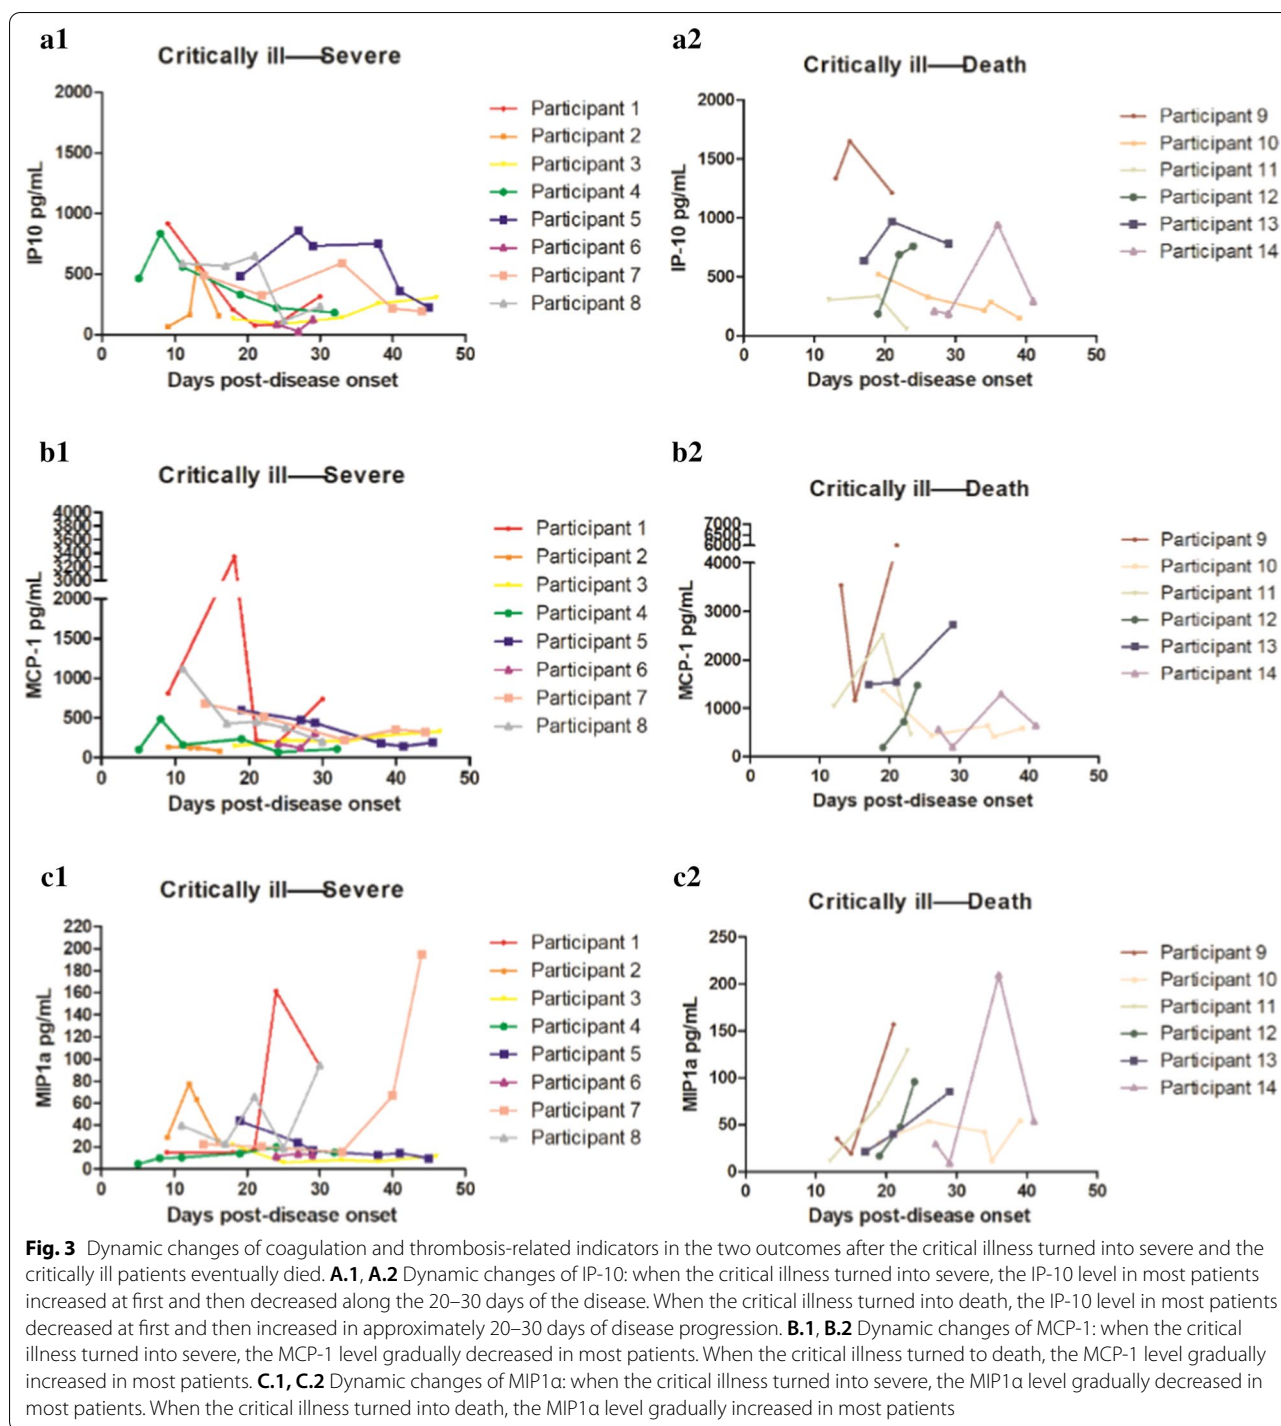 a1
Critically ill—Severe
2000
1500
1000
500
0
IP10 pg/mL
0 10 20 30 40 50
Days post-disease onset
Participant 1
Participant 2
Participant 3
Participant 4
Participant 5
Participant 6
Participant 7
Participant 8
a2
Critically ill—Death
2000
1500
1000
500
0
IP-10 pg/mL
0 10 20 30 40 50
Days post-disease onset
Participant 9
Participant 10
Participant 11
Participant 12
Participant 13
Participant 14
b1
Critically ill—Severe
4000
3800
3600
3400
3200
3000
2000
1500
1000
500
0
MCP-1 pg/mL
0 10 20 30 40 50
Days post-disease onset
Participant 1
Participant 2
Participant 3
Participant 4
Participant 5
Participant 6
Participant 7
Participant 8
b2
Critically ill—Death
7000
6500
6000
4000
3000
2000
1000
0
MCP-1 pg/mL
0 10 20 30 40 50
Days post-disease onset
Participant 9
Participant 10
Participant 11
Participant 12
Participant 13
Participant 14
c1
Critically ill—Severe
220
200
180
160
140
120
100
80
60
40
20
0
MIP1a pg/mL
0 10 20 30 40 50
Days post-disease onset
Participant 1
Participant 2
Participant 3
Participant 4
Participant 5
Participant 6
Participant 7
Participant 8
c2
Critically ill—Death
250
200
150
100
50
0
MIP1a pg/mL
0 10 20 30 40 50
Days post-disease onset
Participant 9
Participant 10
Participant 11
Participant 12
Participant 13
Participant 14
Fig. 3 Dynamic changes of coagulation and thrombosis-related indicators in the two outcomes after the critical illness turned into severe and the
critically ill patients eventually died. A.1, A.2 Dynamic changes of IP-10: when the critical illness turned into severe, the IP-10 level in most patients
increased at first and then decreased along the 20–30 days of the disease. When the critical illness turned into death, the IP-10 level in most patients
decreased at first and then increased in approximately 20–30 days of disease progression. B.1, B.2 Dynamic changes of MCP-1: when the critical
illness turned into severe, the MCP-1 level gradually decreased in most patients. When the critical illness turned to death, the MCP-1 level gradually
increased in most patients. C.1, C.2 Dynamic changes of MIP1α: when the critical illness turned into severe, the MIP1α level gradually decreased in
most patients. When the critical illness turned into death, the MIP1α level gradually increased in most patients